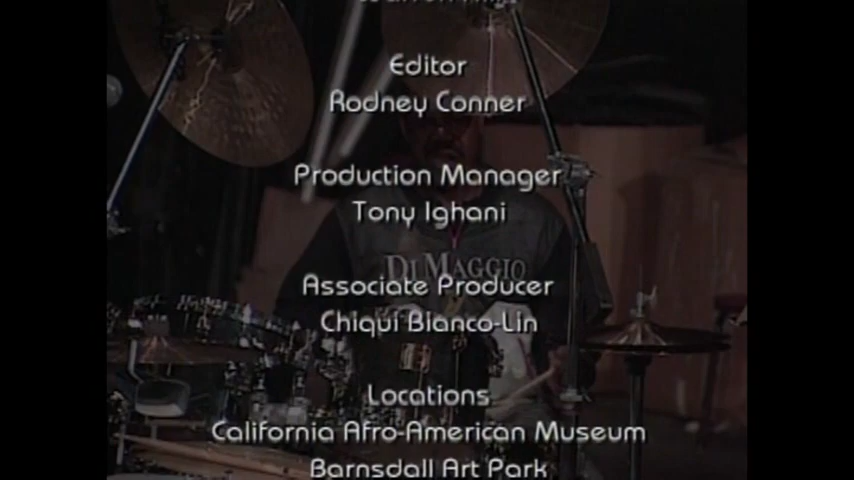 Editor
Rodney Conner
Production Manager
Tony Ighani
DIMAGGIO
Associate Producer
Chiqui Bianco-Lin
Locations
California Afro-American Museum
Barnsdall Art Park